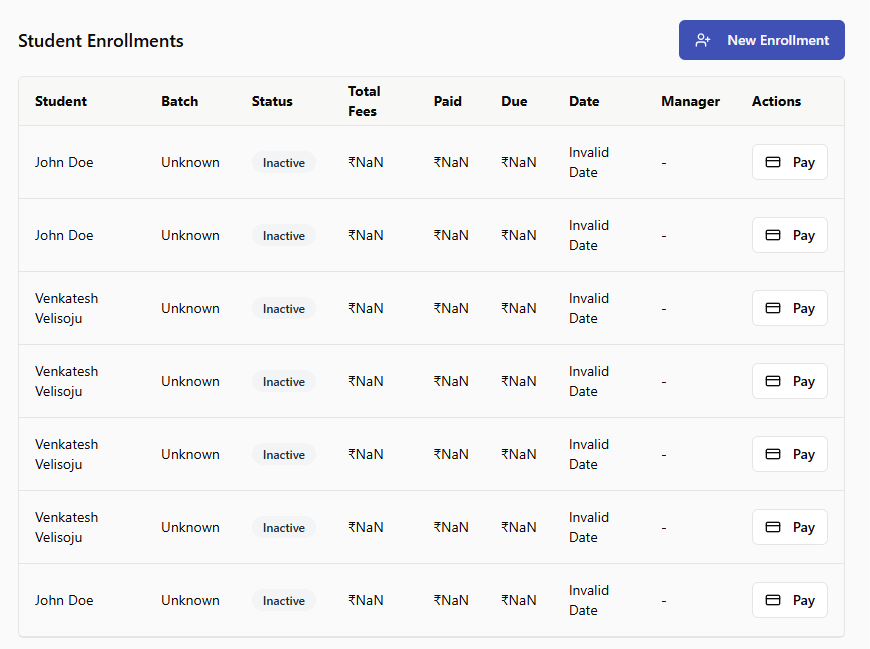 Student Enrollments
New Enrollment
Student Batch Status Total Fees Paid Due Date Manager Actions
John Doe Unknown Inactive ₹NaN ₹NaN ₹NaN Invalid Date - Pay
John Doe Unknown Inactive ₹NaN ₹NaN ₹NaN Invalid Date - Pay
Venkatesh Velisoju Unknown Inactive ₹NaN ₹NaN ₹NaN Invalid Date - Pay
Venkatesh Velisoju Unknown Inactive ₹NaN ₹NaN ₹NaN Invalid Date - Pay
Venkatesh Velisoju Unknown Inactive ₹NaN ₹NaN ₹NaN Invalid Date - Pay
Venkatesh Velisoju Unknown Inactive ₹NaN ₹NaN ₹NaN Invalid Date - Pay
John Doe Unknown Inactive ₹NaN ₹NaN ₹NaN Invalid Date - Pay